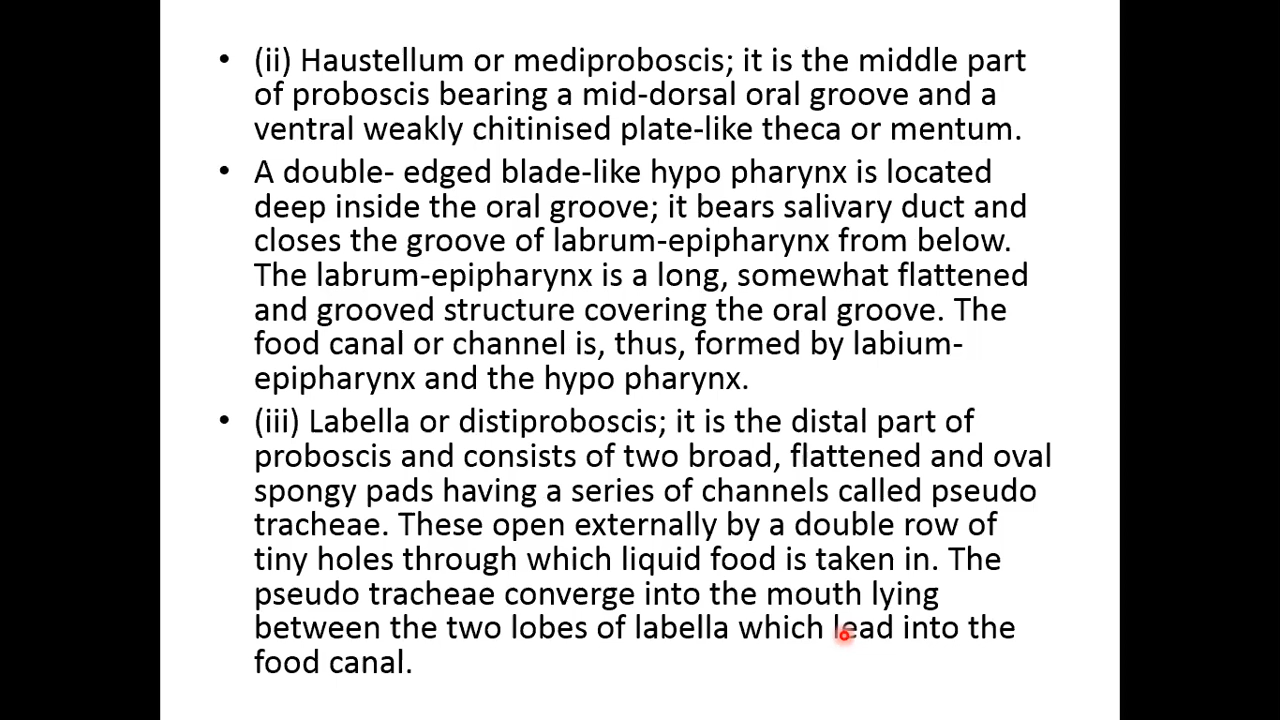 • (ii) Haustellum or mediproboscis; it is the middle part
of proboscis bearing a mid-dorsal oral groove and a
ventral weakly chitinised plate-like theca or mentum.
• A double- edged blade-like hypo pharynx is located
deep inside the oral groove; it bears salivary duct and
closes the groove of labrum-epipharynx from below.
The labrum-epipharynx is a long, somewhat flattened
and grooved structure covering the oral groove. The
food canal or channel is, thus, formed by labium-
epipharynx and the hypo pharynx.
• (iii) Labella or distiproboscis; it is the distal part of
proboscis and consists of two broad, flattened and oval
spongy pads having a series of channels called pseudo
tracheae. These open externally by a double row of
tiny holes through which liquid food is taken in. The
pseudo tracheae converge into the mouth lying
between the two lobes of labella which lead into the
food canal.